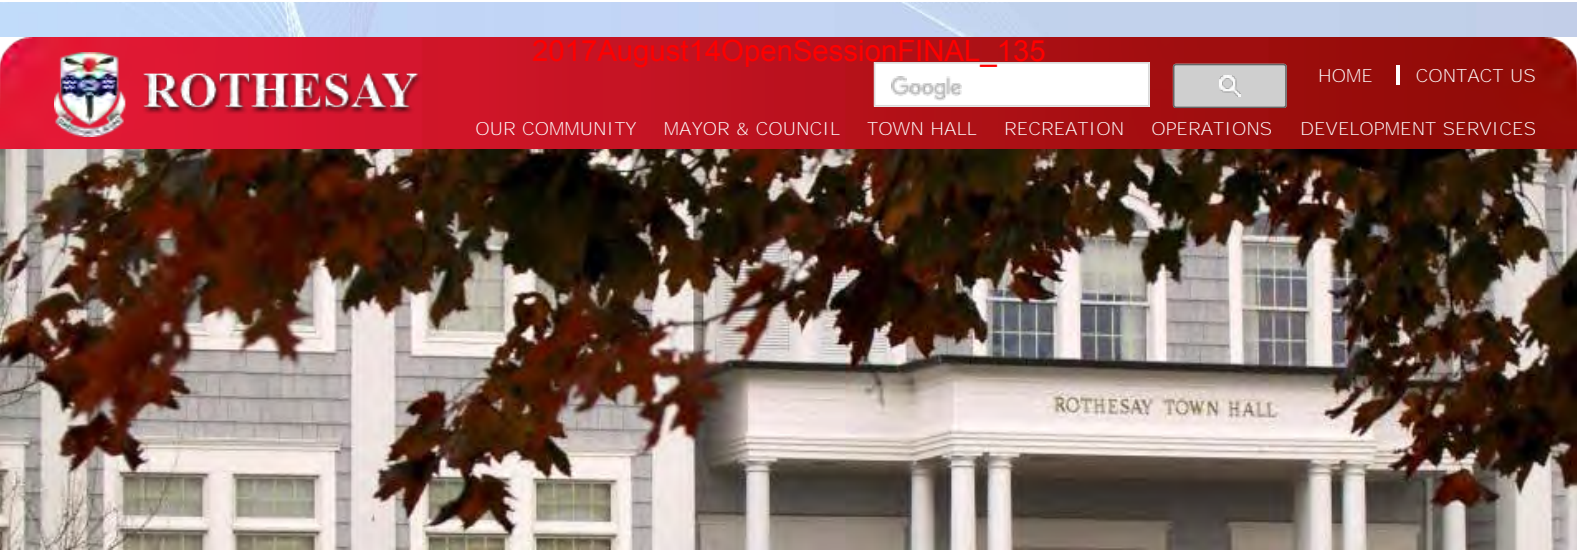 2017August14OpenSessionFINAL_135
ROTHESAY
Google
HOME
CONTACT US
OUR COMMUNITY MAYOR & COUNCIL TOWN HALL RECREATION OPERATIONS DEVELOPMENT SERVICES
ROTHESAY TOWN HALL